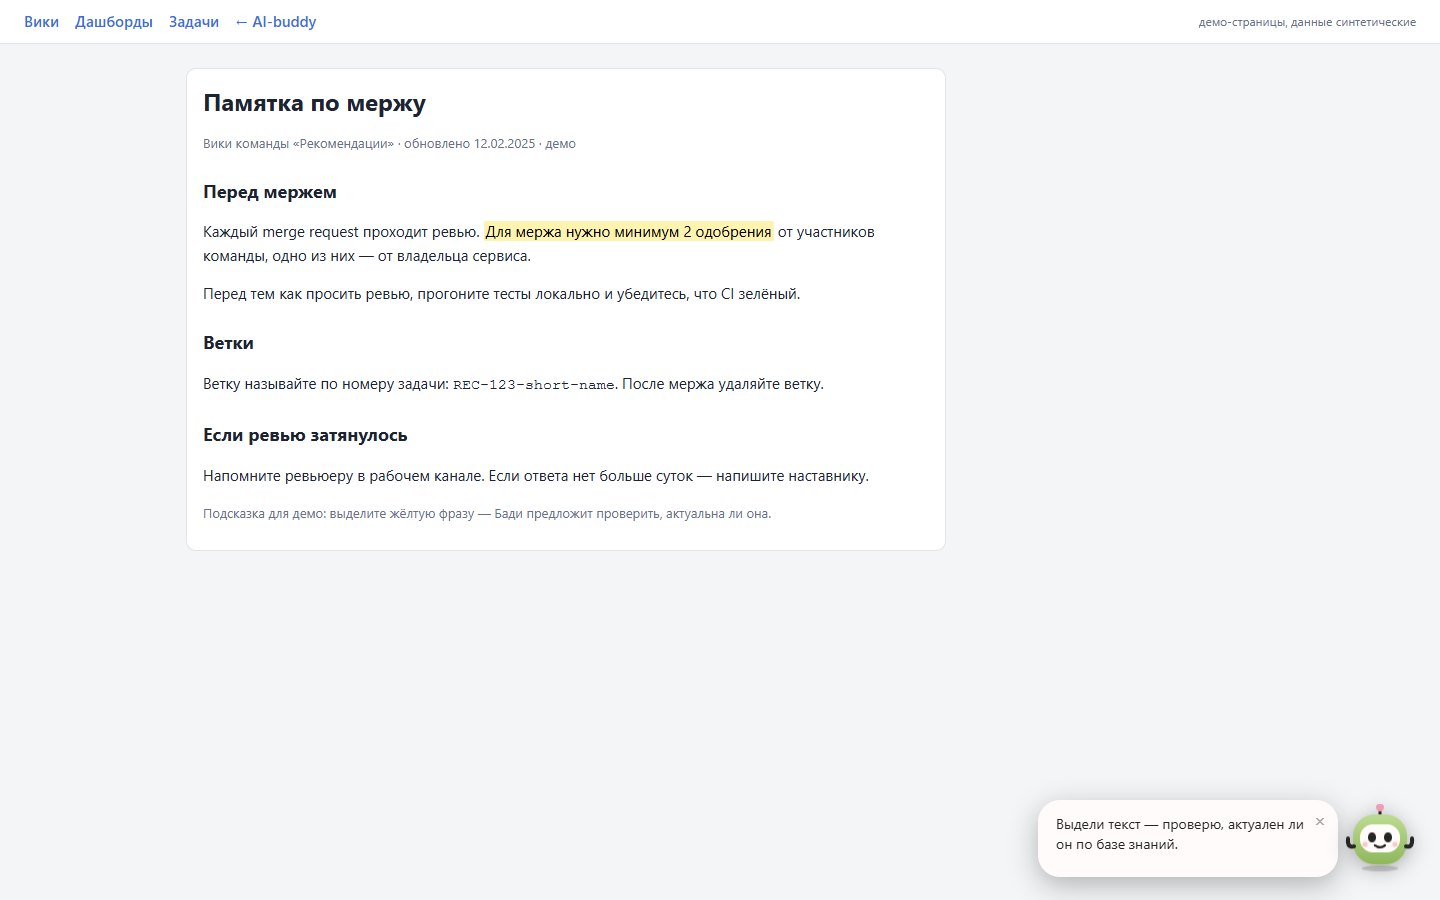 Вики Дашборды Задачи ← AI-buddy
демо-страницы, данные синтетические
Памятка по мержу
Вики команды «Рекомендации» · обновлено 12.02.2025 · демо
Перед мержем
Каждый merge request проходит ревью. Для мержа нужно минимум 2 одобрения от участников
команды, одно из них — от владельца сервиса.
Перед тем как просить ревью, прогоните тесты локально и убедитесь, что CI зелёный.
Ветки
Ветку называйте по номеру задачи: REC-123-short-name. После мержа удаляйте ветку.
Если ревью затянулось
Напомните ревьюеру в рабочем канале. Если ответа нет больше суток — напишите наставнику.
Подсказка для демо: выделите жёлтую фразу — Бади предложит проверить, актуальна ли она.
Выдели текст — проверю, актуален ли ×
он по базе знаний.